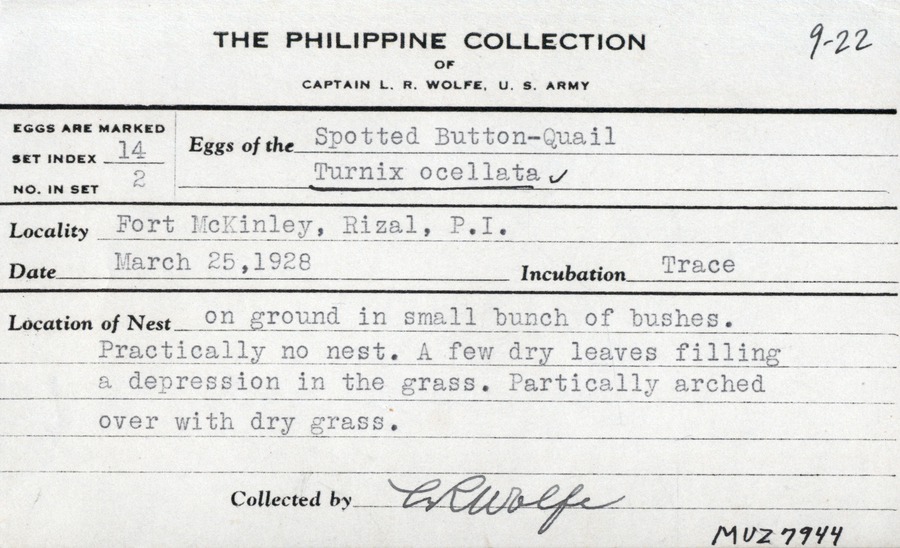 THE PHILIPPINE COLLECTION
9-22
OF
CAPTAIN L. R. WOLFE, U. S. ARMY
EGGS ARE MARKED
SET INDEX 14
NO. IN SET 2
Eggs of the Spotted Button-Quail
Turnix ocellata ✓
Locality Fort McKinley, Rizal, P.I.
Date March 25,1928 Incubation Trace
Location of Nest on ground in small bunch of bushes.
Practically no nest. A few dry leaves filling
a depression in the grass. Partically arched
over with dry grass.
Collected by LRWolfe
MUZ 7944